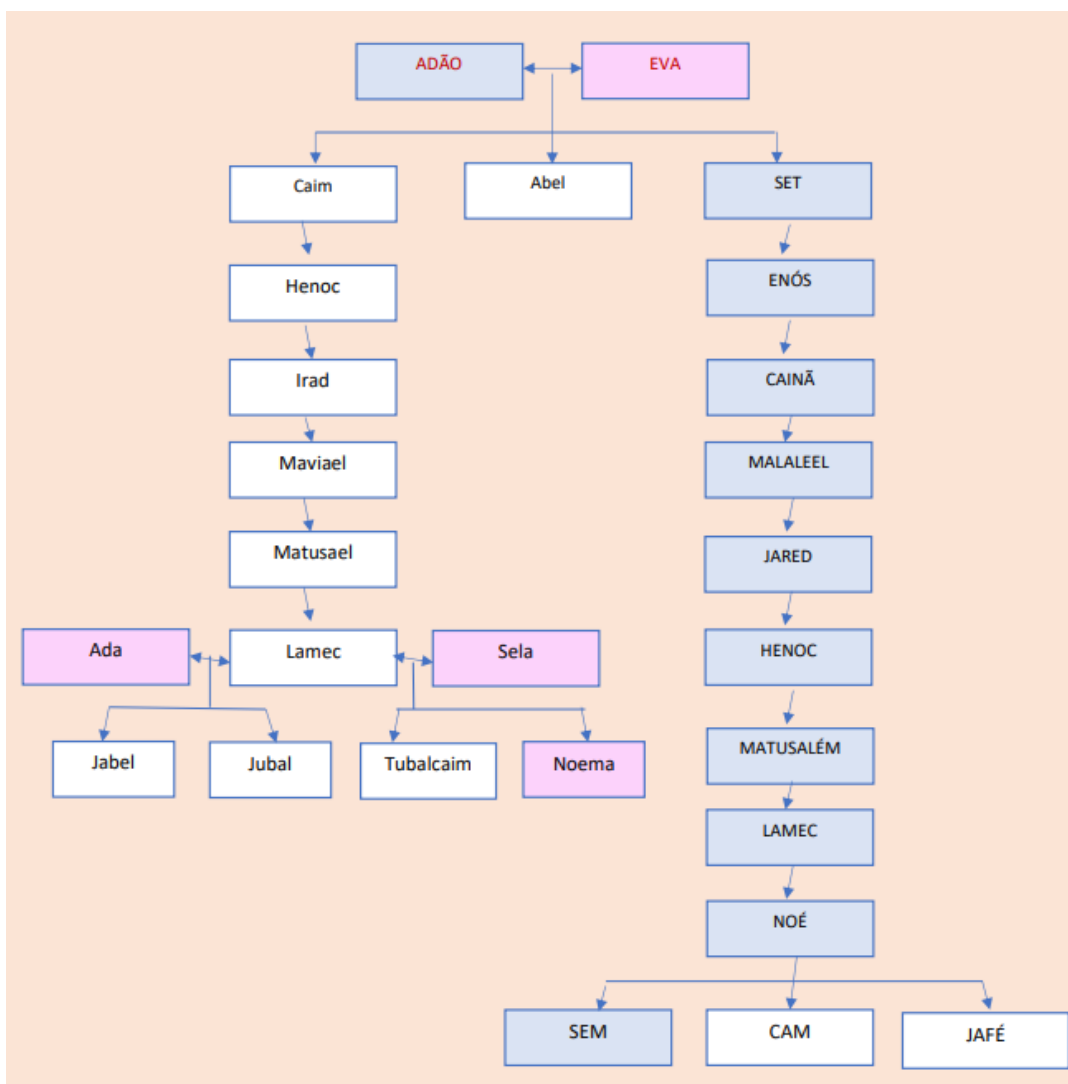 ADÃO
EVA
Caim
Abel
SET
Henoc
ENÓS
Irad
CAINÃ
Maviael
MALALEEL
Matusael
JARED
Ada
Lamec
Sela
HENOC
Jabel
Jubal
Tubalcaim
Noema
MATUSALÉM
LAMEC
NOÉ
SEM
CAM
JAFÉ